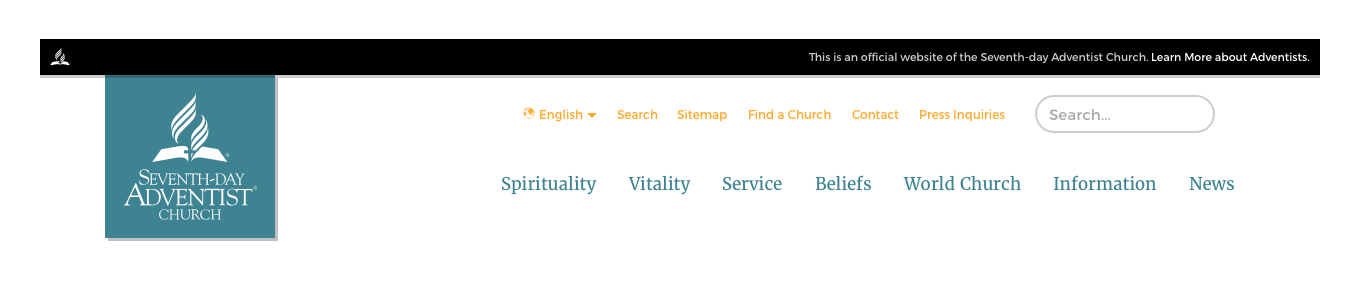 This is an official website of the Seventh-day Adventist Church. Learn More about Adventists.
English Search Sitemap Find a Church Contact Press Inquiries Search...
SEVENTH-DAY
ADVENTIST®
CHURCH
Spirituality Vitality Service Beliefs World Church Information News